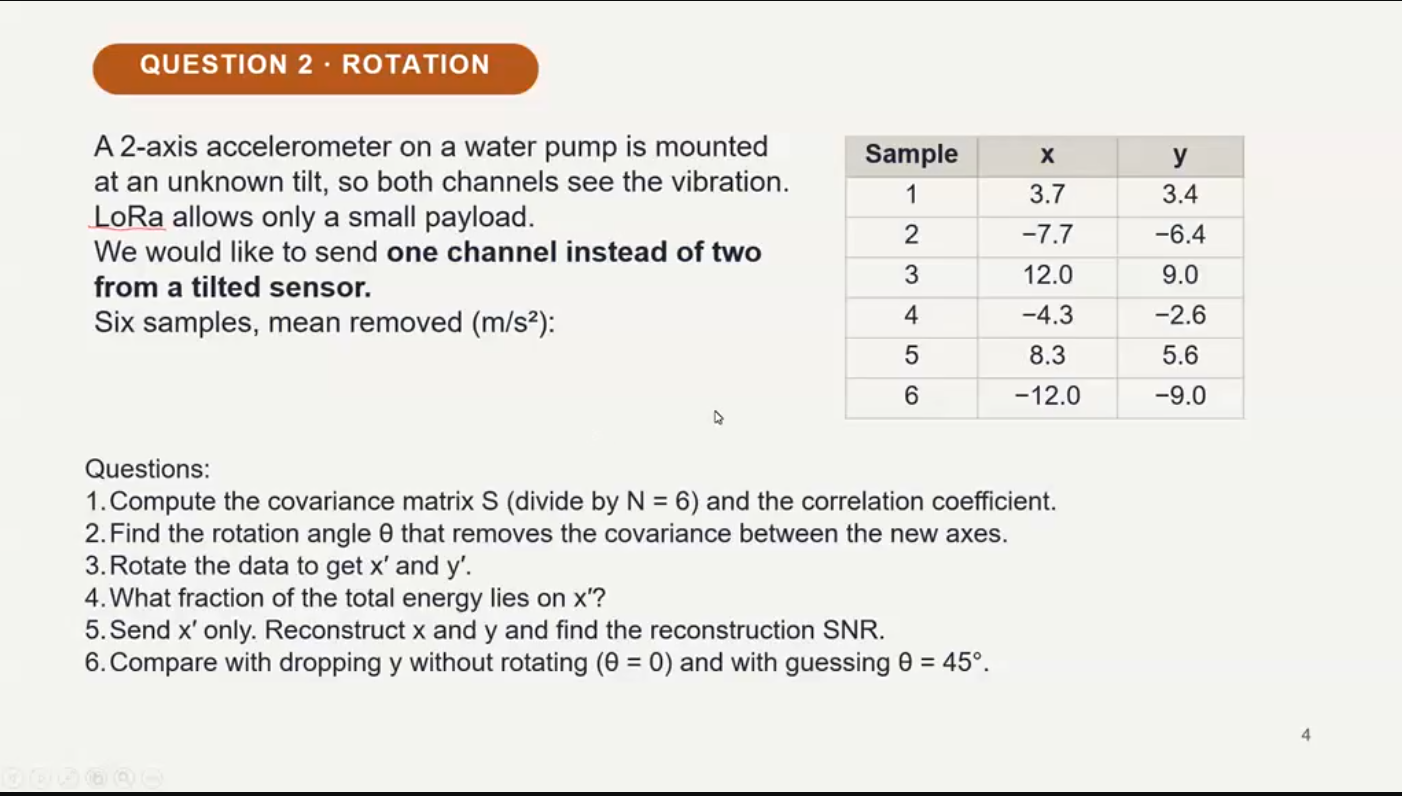 QUESTION 2 · ROTATION
A 2-axis accelerometer on a water pump is mounted
at an unknown tilt, so both channels see the vibration.
LoRa allows only a small payload.
We would like to send one channel instead of two
from a tilted sensor.
Six samples, mean removed (m/s²):
Sample x y
1 3.7 3.4
2 −7.7 −6.4
3 12.0 9.0
4 −4.3 −2.6
5 8.3 5.6
6 −12.0 −9.0
Questions:
1. Compute the covariance matrix S (divide by N = 6) and the correlation coefficient.
2. Find the rotation angle θ that removes the covariance between the new axes.
3. Rotate the data to get x′ and y′.
4. What fraction of the total energy lies on x′?
5. Send x′ only. Reconstruct x and y and find the reconstruction SNR.
6. Compare with dropping y without rotating (θ = 0) and with guessing θ = 45°.
4